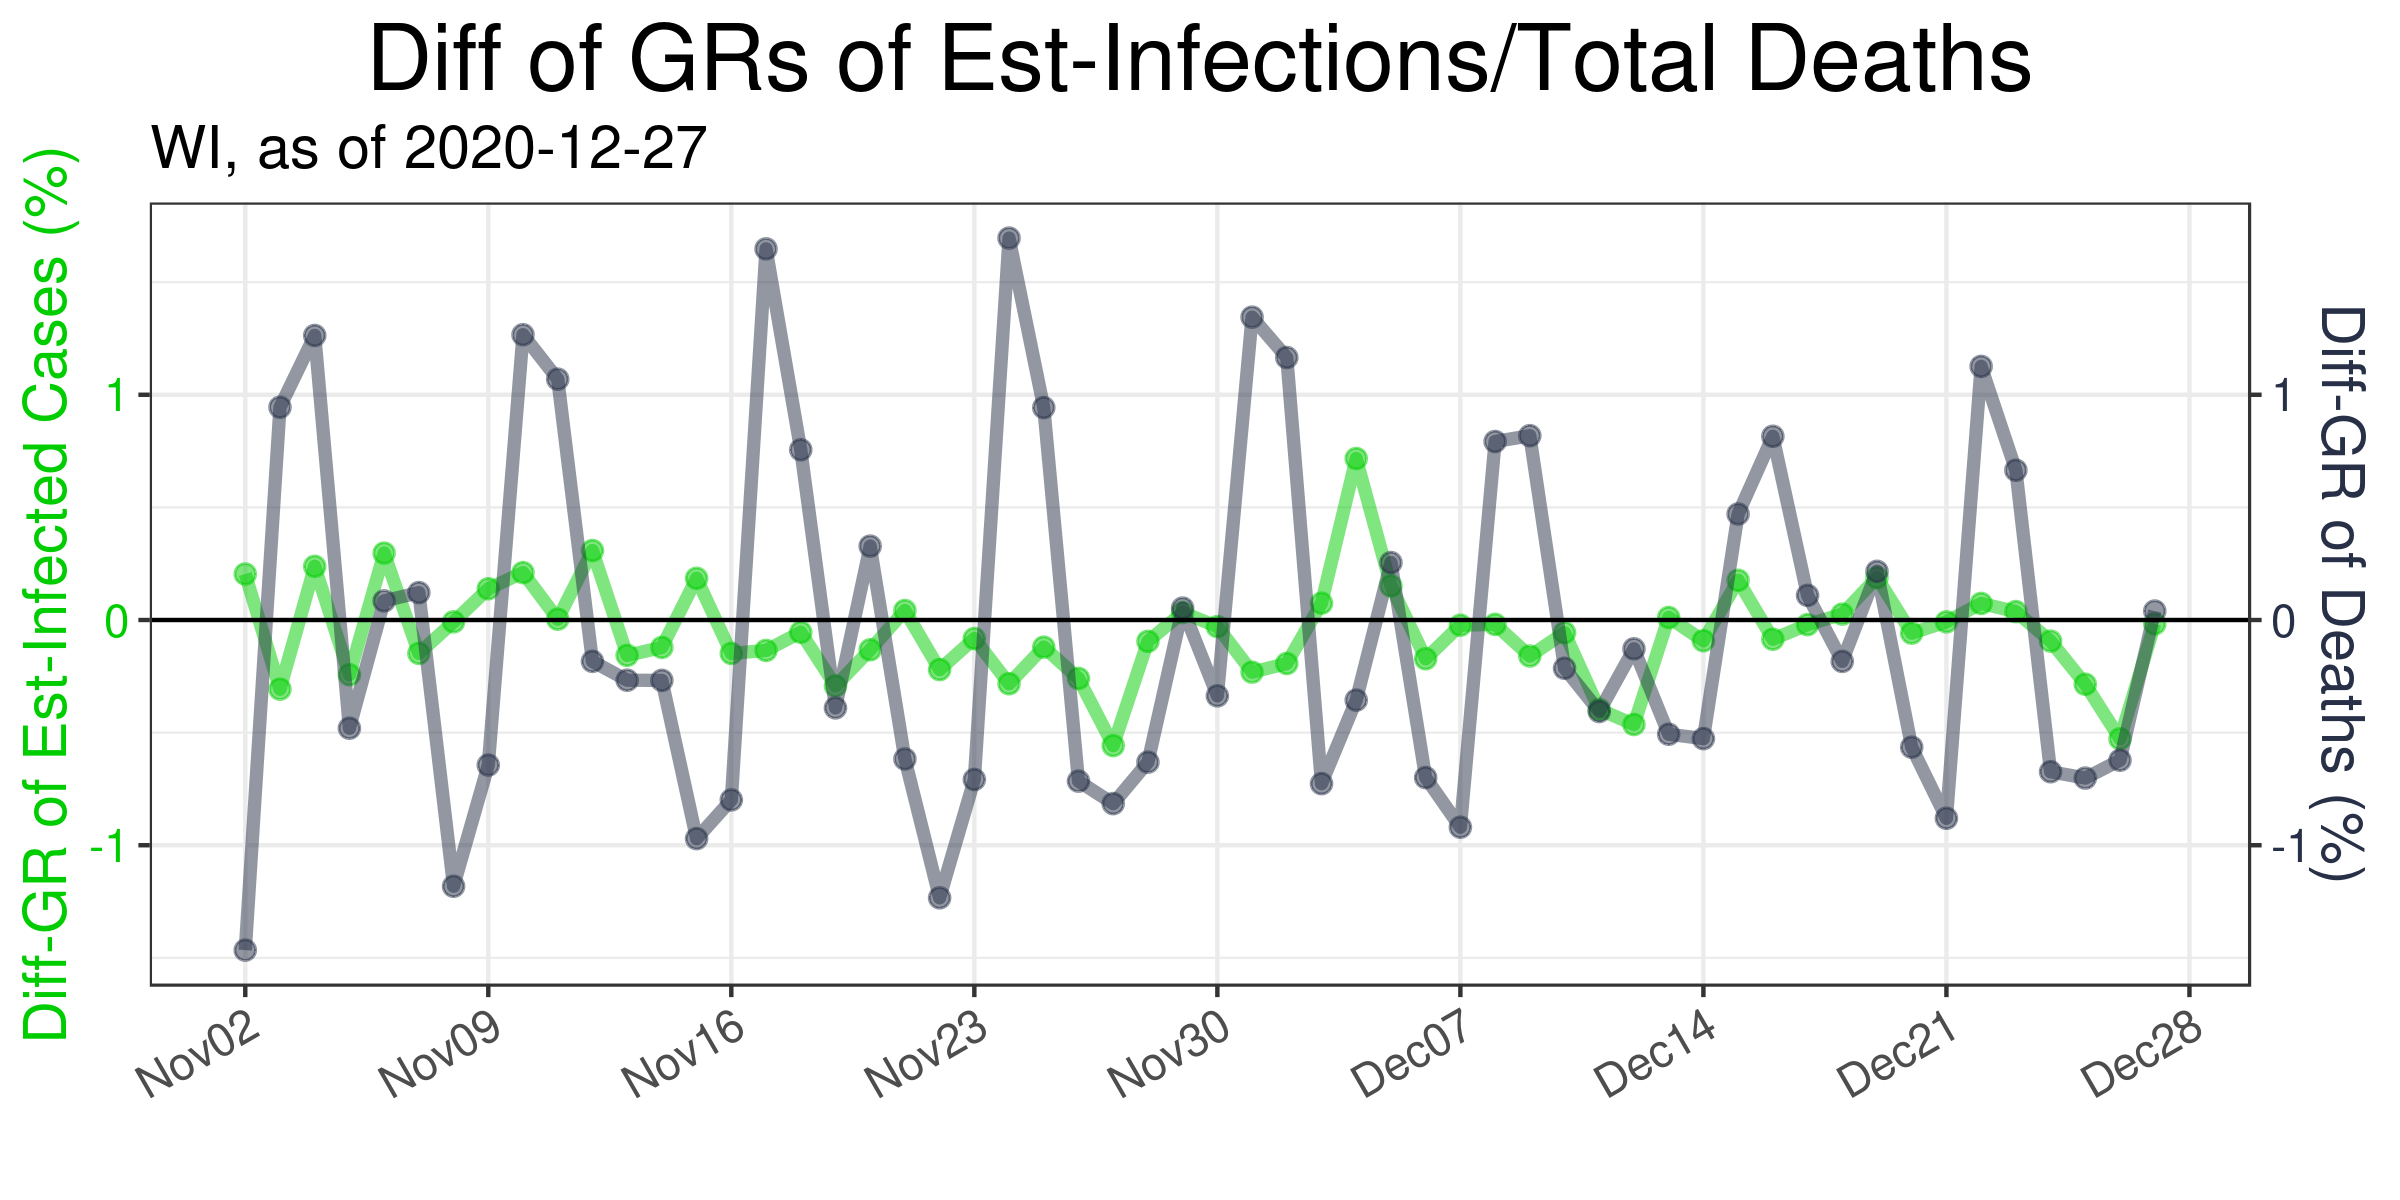 Diff of GRs of Est-Infections/Total Deaths
WI, as of 2020-12-27
Diff-GR of Est-Infected Cases (%)
1
0
-1
1
0
-1
Diff-GR of Deaths (%)
Nov02
Nov09
Nov16
Nov23
Nov30
Dec07
Dec14
Dec21
Dec28